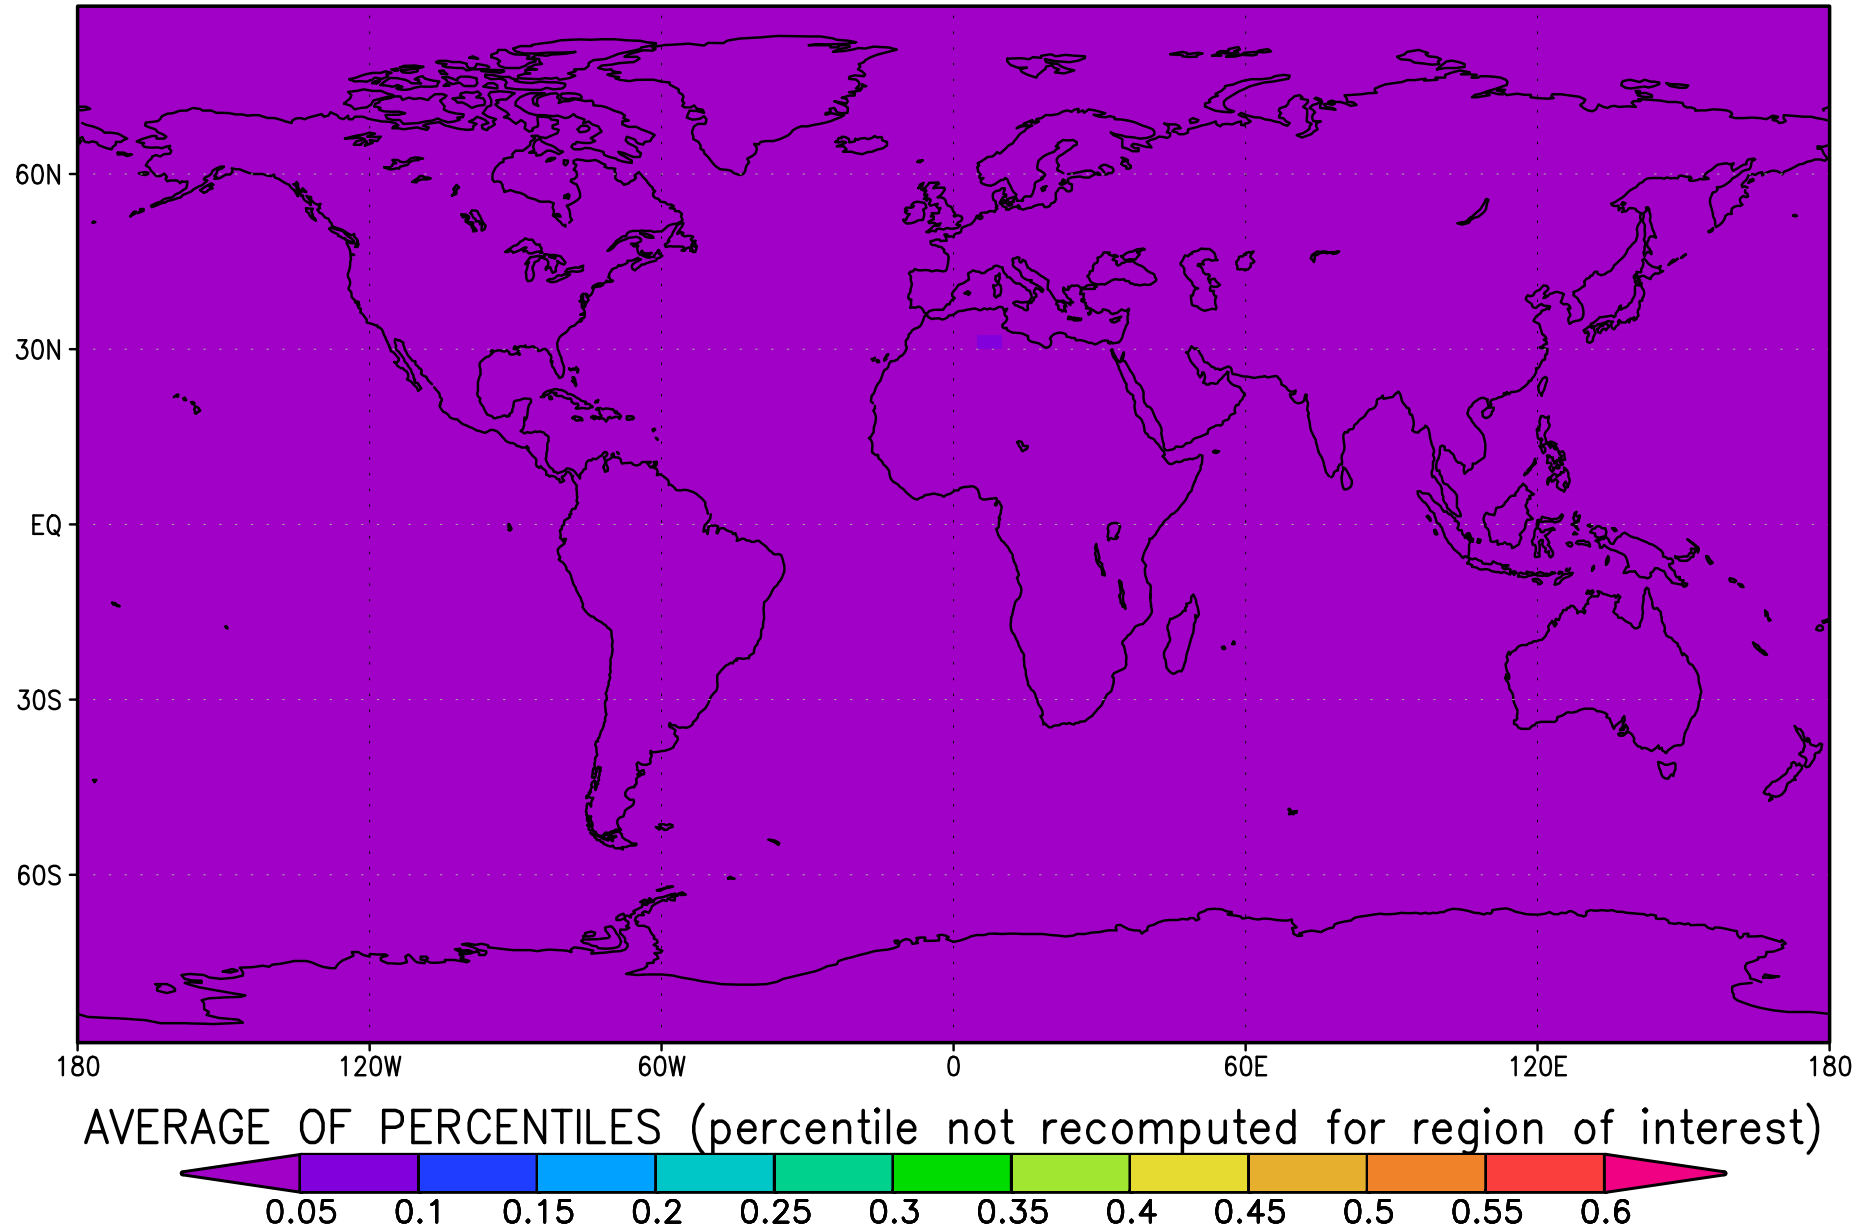 60N
30N
EQ
30S
60S
180 120W 60W 0 60E 120E 180
AVERAGE OF PERCENTILES (percentile not recomputed for region of interest)
0.05 0.1 0.15 0.2 0.25 0.3 0.35 0.4 0.45 0.5 0.55 0.6